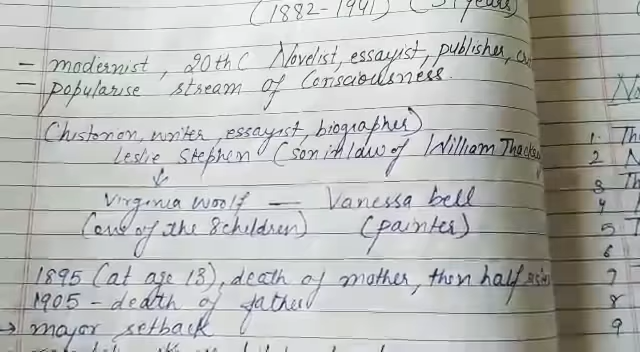 (1882-1941) (59 years)
- modernist, 20th C Novelist, essayist, publisher,
- popularise stream of Consciousness.
(historian, writer, essayist, biographer)
Leslie Stephen (son in law of William Thack
↓
Virginia woolf — Vanessa bell
(one of the 8 children) (painter)
1895 (at age 13), death of mother, then half
1905 - death of father
→ major setback
1. Th
2
3 Th
4
5 T
6
7
8
9